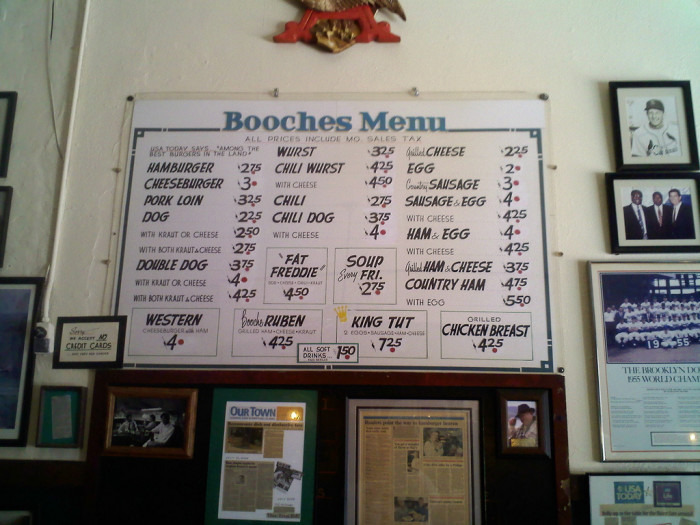 Booches Menu
ALL PRICES INCLUDE MO. SALES TAX
USA TODAY SAYS: "AMONG THE
BEST BURGERS IN THE LAND"
HAMBURGER 2.75
CHEESEBURGER 3.
PORK LOIN 3.25
DOG 2.25
WITH KRAUT OR CHEESE 2.50
WITH BOTH KRAUT & CHEESE 2.75
DOUBLE DOG 3.75
WITH KRAUT OR CHEESE 4.
WITH BOTH KRAUT & CHEESE 4.25
WURST 3.25
CHILI WURST 4.25
WITH CHEESE 4.50
CHILI 2.75
CHILI DOG 3.75
WITH CHEESE 4.
"FAT
FREDDIE"
4.50
SOUP
Every FRI.
2.75
Grilled CHEESE 2.25
EGG 2.
Country SAUSAGE 3.
SAUSAGE & EGG 4.
WITH CHEESE 4.25
HAM & EGG 4.
WITH CHEESE 4.25
Grilled HAM & CHEESE 3.75
COUNTRY HAM 4.75
WITH EGG 5.50
WESTERN
CHEESEBURGER WITH HAM
4.
Booches RUBEN
GRILLED HAM • CHEESE • KRAUT
4.25
KING TUT
2 EGGS • HAM • SAUSAGE • CHEESE
7.25
GRILLED
CHICKEN BREAST
4.25
ALL SOFT
DRINKS 1.50
Sorry
WE ACCEPT NO
CREDIT CARDS
OUR TOWN
1955
THE BROOKLYN DO
1955 WORLD CHAM
USA
TODAY